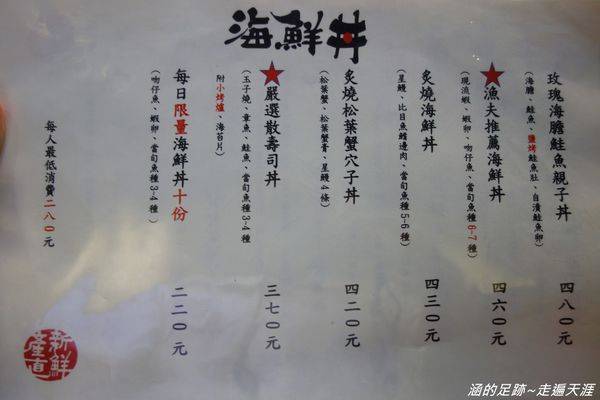 海鮮丼
玫瑰海膽鮭魚親子丼
(海膽、鮭魚、鹽烤鮭魚肚、自漬鮭魚卵)
四八〇元
★漁夫推薦海鮮丼
(現流蝦、蝦卵、吻仔魚、當旬魚種6~7種)
四六〇元
炙燒海鮮丼
(星鰻、比目魚鰭邊肉、當旬魚種5~6種)
四三〇元
炙燒松葉蟹穴子丼
(松葉蟹、松葉蟹膏、星鰻4條)
四二〇元
★嚴選散壽司丼
(玉子燒、章魚、鮭魚、當旬魚種3~4種)
附小烤爐、海苔片)
三七〇元
每日限量海鮮丼十份
(吻仔魚、蝦卵、當旬魚種3~4種)
二二〇元
每人最低消費二八〇元
新鮮
產直
涵的足跡~走遍天涯